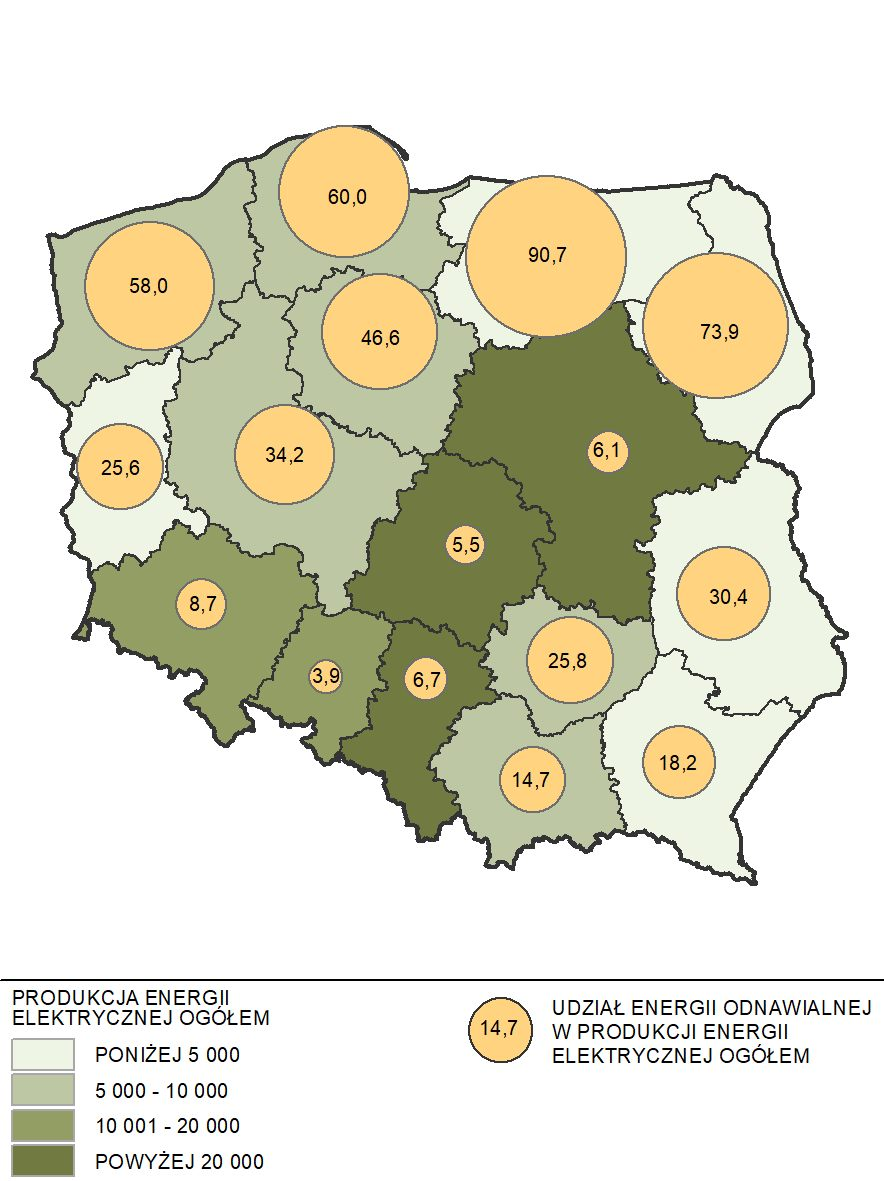 60,0
90,7
58,0
46,6
73,9
25,6
34,2
6,1
5,5
8,7
30,4
3,9
6,7
25,8
14,7
18,2
PRODUKCJA ENERGII
ELEKTRYCZNEJ OGÓŁEM
PONIŻEJ 5 000
5 000 - 10 000
10 001 - 20 000
POWYŻEJ 20 000
14,7
UDZIAŁ ENERGII ODNAWIALNEJ
W PRODUKCJI ENERGII
ELEKTRYCZNEJ OGÓŁEM